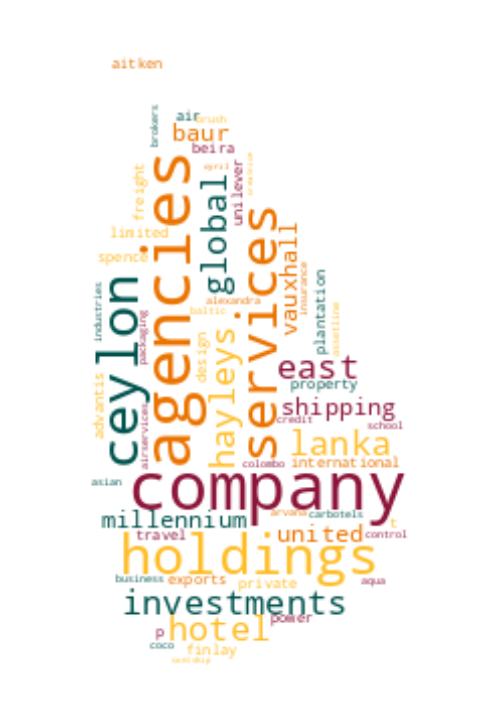 aitken
brokers
air
brush
baur
beira
april
unilever
freight
agencies
global
services
limited
vauxhall
spence
insurance
plantation
industries
ceylon
alexandra
baltic
assetline
packaging
hayleys
design
east
property
advantis
shipping
credit
school
airservices
lanka
colombo
international
asian
company
millennium
arvana
carbotels
t
travel
united
control
holdings
business
exports
private
aqua
investments
power
p
hotel
coco
finlay